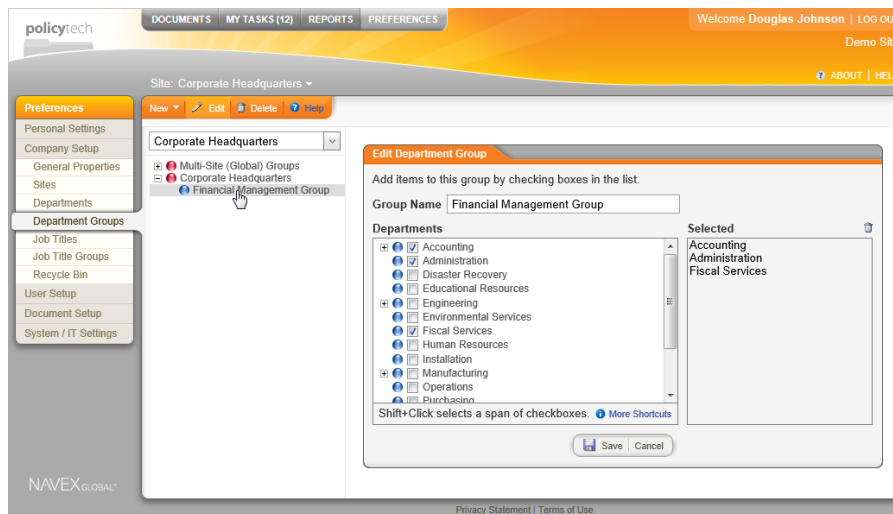 policytech
DOCUMENTS MY TASKS (12) REPORTS PREFERENCES
Welcome Douglas Johnson | LOG OU
Demo Sit
Site: Corporate Headquarters
ABOUT | HEL
Preferences
Personal Settings
Company Setup
General Properties
Sites
Departments
Department Groups
Job Titles
Job Title Groups
Recycle Bin
User Setup
Document Setup
System / IT Settings
New Edit Delete Help
Corporate Headquarters
Multi-Site (Global) Groups
Corporate Headquarters
Financial Management Group
Edit Department Group
Add items to this group by checking boxes in the list.
Group Name Financial Management Group
Departments
Accounting
Administration
Disaster Recovery
Educational Resources
Engineering
Environmental Services
Fiscal Services
Human Resources
Installation
Manufacturing
Operations
Purchasing
Shift+Click selects a span of checkboxes. More Shortcuts
Selected
Accounting
Administration
Fiscal Services
Save Cancel
NAVEX GLOBAL
Privacy Statement | Terms of Use